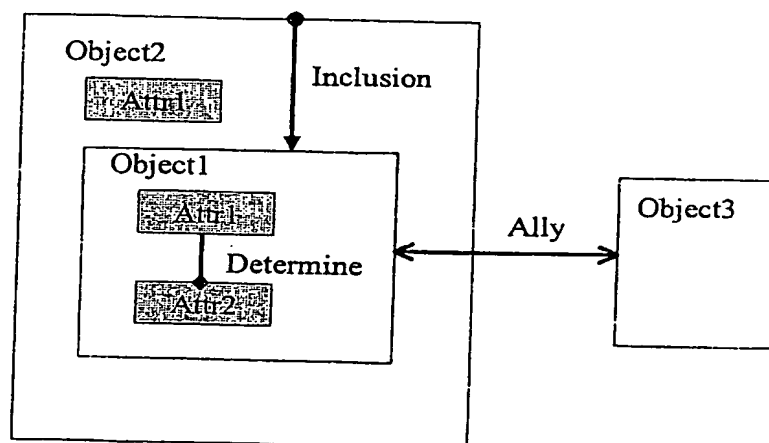 Object2
Inclusion
Attr1
Object1
Attr1
Object3
Ally
Determine
Attr2